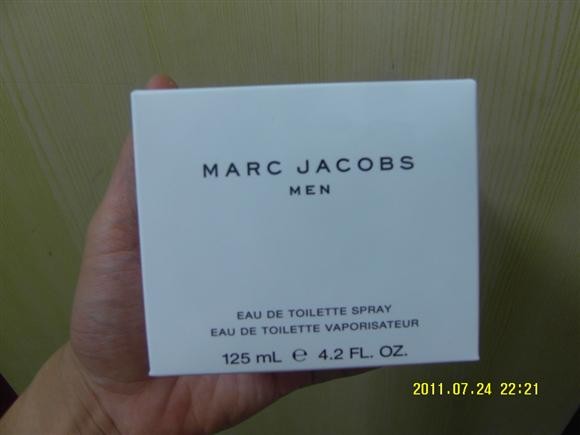 MARC JACOBS
MEN
EAU DE TOILETTE SPRAY
EAU DE TOILETTE VAPORISATEUR
125 mL ℮ 4.2 FL. OZ.
2011.07.24 22:21